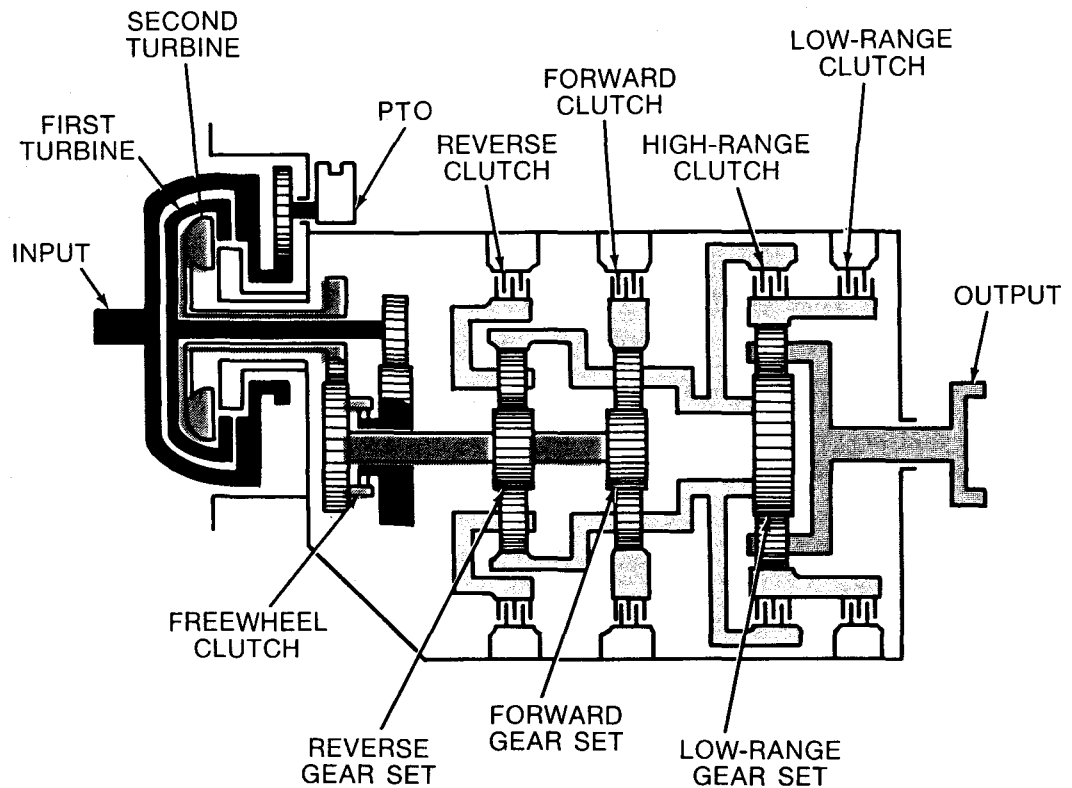 SECOND
TURBINE
FIRST
TURBINE
INPUT
PTO
REVERSE
CLUTCH
FORWARD
CLUTCH
HIGH-RANGE
CLUTCH
LOW-RANGE
CLUTCH
OUTPUT
FREEWHEEL
CLUTCH
REVERSE
GEAR SET
FORWARD
GEAR SET
LOW-RANGE
GEAR SET